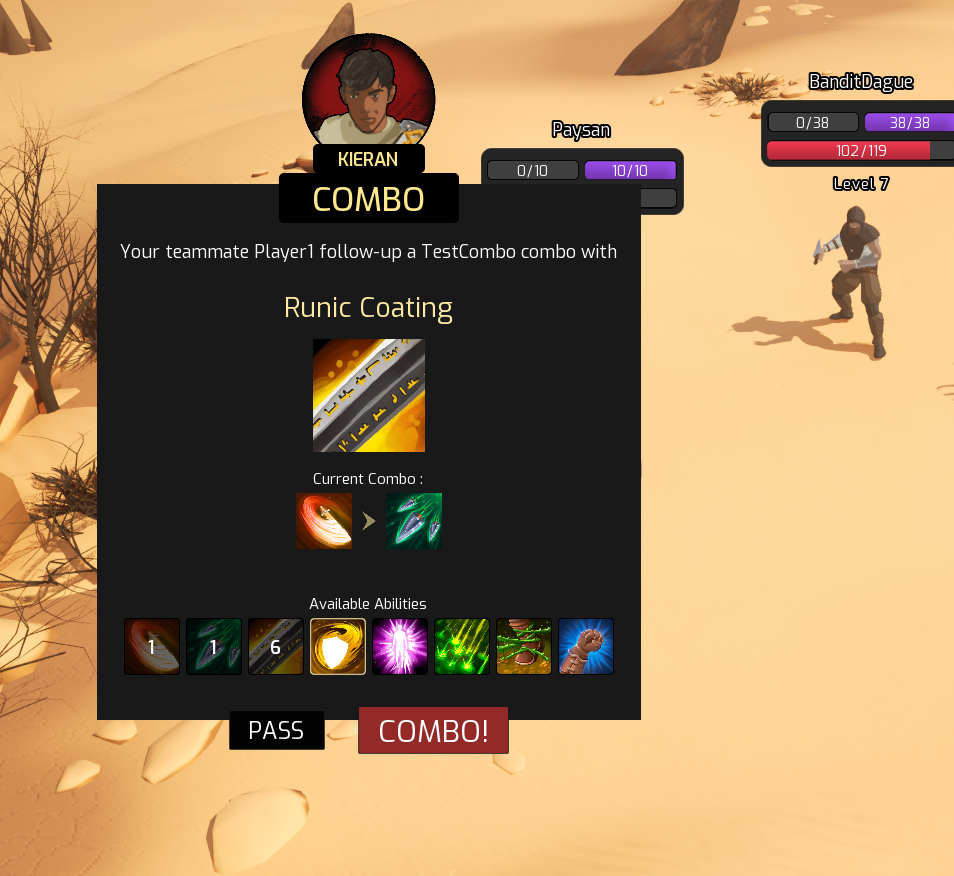 BanditDague
0/38
38/38
102/119
Level 7
Paysan
0/10
10/10
KIERAN
COMBO
Your teammate Player1 follow-up a TestCombo combo with
Runic Coating
Current Combo :
Available Abilities
1
1
6
PASS
COMBO!